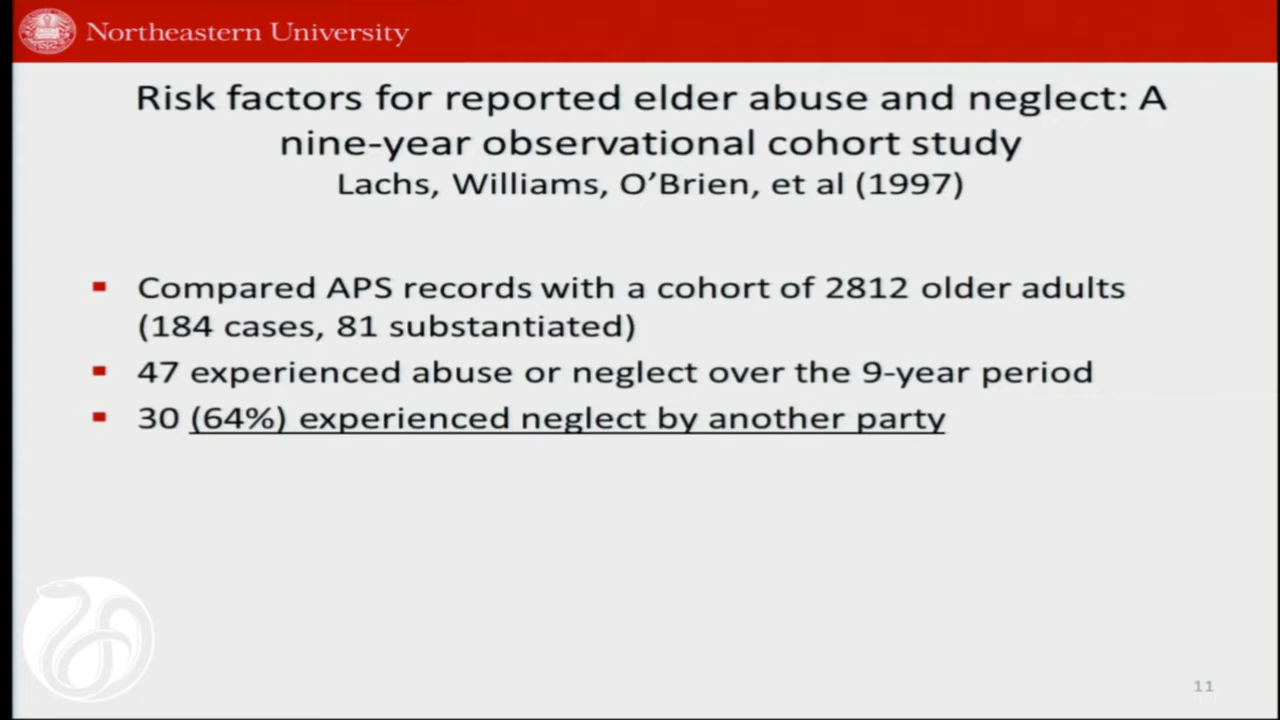 Northeastern University
Risk factors for reported elder abuse and neglect: A
nine-year observational cohort study
Lachs, Williams, O’Brien, et al (1997)
Compared APS records with a cohort of 2812 older adults
(184 cases, 81 substantiated)
47 experienced abuse or neglect over the 9-year period
30 (64%) experienced neglect by another party
11